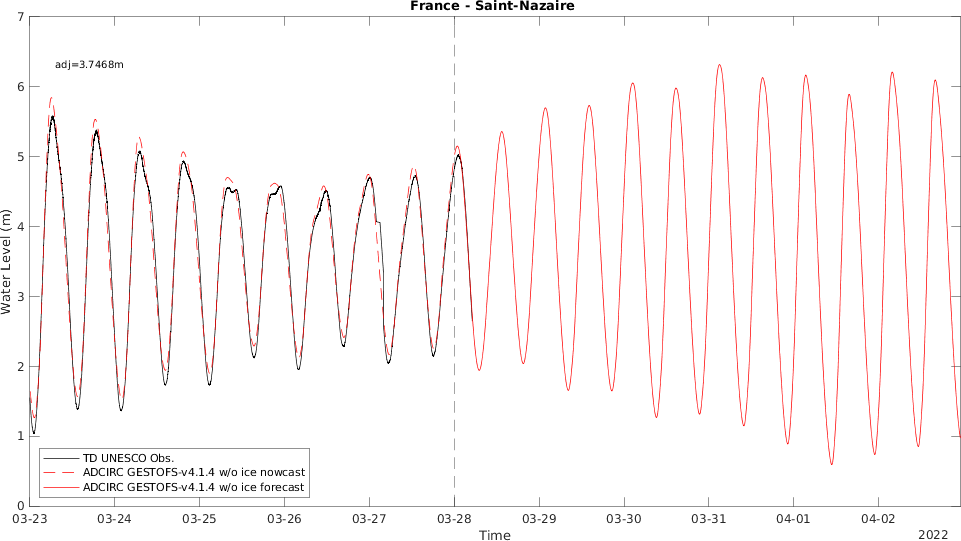 France - Saint-Nazaire
adj=3.7468m
7
6
5
4
3
2
1
0
Water Level (m)
TD UNESCO Obs.
ADCIRC GESTOFS-v4.1.4 w/o ice nowcast
ADCIRC GESTOFS-v4.1.4 w/o ice forecast
03-23 03-24 03-25 03-26 03-27 03-28 03-29 03-30 03-31 04-01 04-02
Time
2022